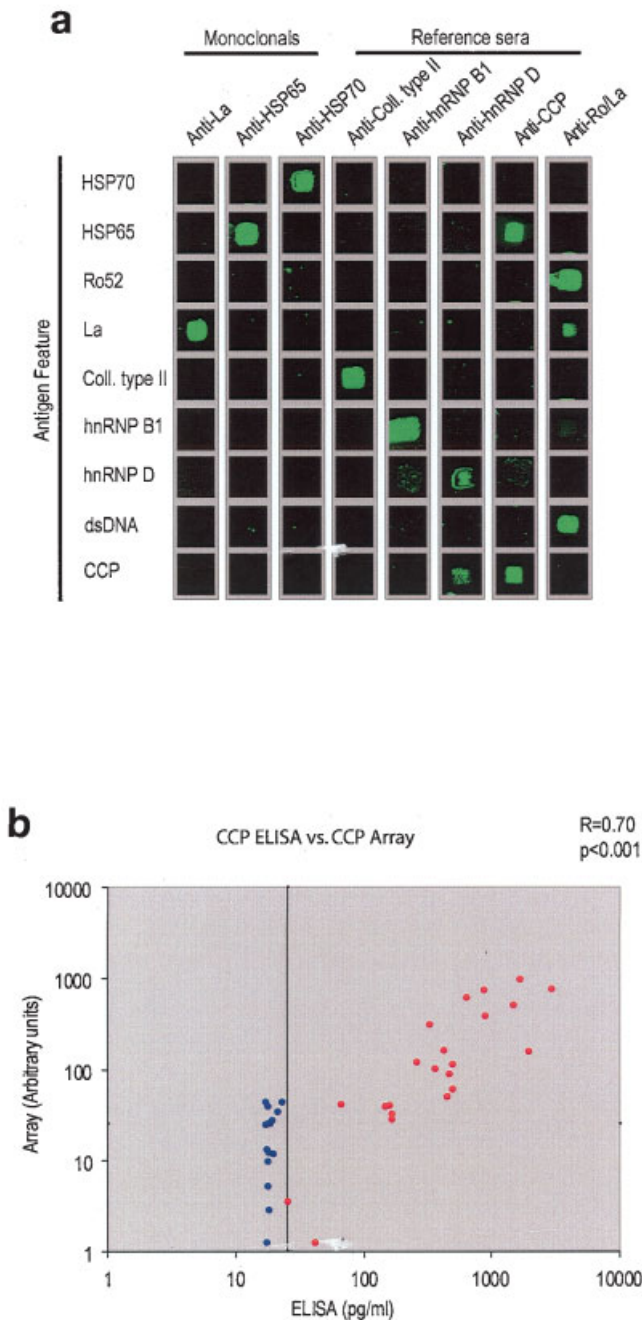 a
Monoclonals
Reference sera
Anti-La
Anti-HSP65
Anti-HSP70
Anti-Coll. type II
Anti-hnRNP B1
Anti-hnRNP D
Anti-CCP
Anti-Ro/La
Antigen Feature
HSP70
HSP65
Ro52
La
Coll. type II
hnRNP B1
hnRNP D
dsDNA
CCP
b
CCP ELISA vs. CCP Array
R=0.70
p<0.001
Array (Arbitrary units)
10000
1000
100
10
1
1 10 100 1000 10000
ELISA (pg/ml)